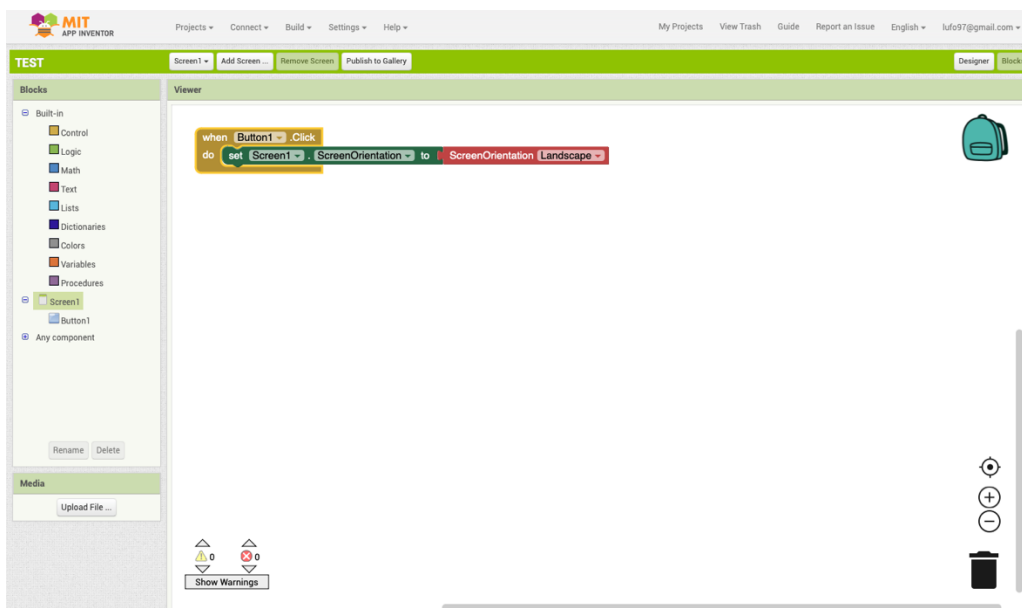 MIT
APP INVENTOR
Projects Connect Build Settings Help My Projects View Trash Guide Report an Issue English lufo97@gmail.com
TEST Screen1 Add Screen ... Remove Screen Publish to Gallery Designer Blocks
Blocks
Viewer
Built-in
Control
Logic
Math
Text
Lists
Dictionaries
Colors
Variables
Procedures
Screen1
Button1
Any component
Rename Delete
Media
Upload File ...
when Button1 .Click
do set Screen1 . ScreenOrientation to ScreenOrientation Landscape
0 0
Show Warnings